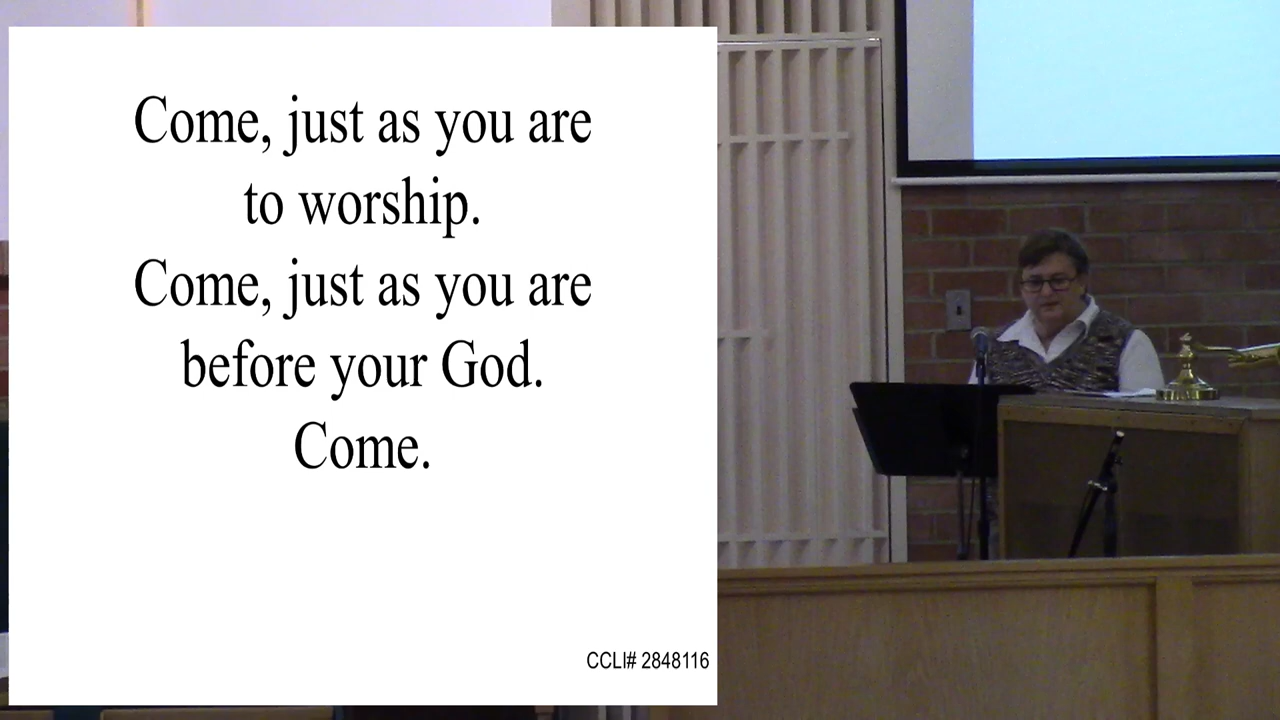 Come, just as you are
to worship.
Come, just as you are
before your God.
Come.
CCLI# 2848116